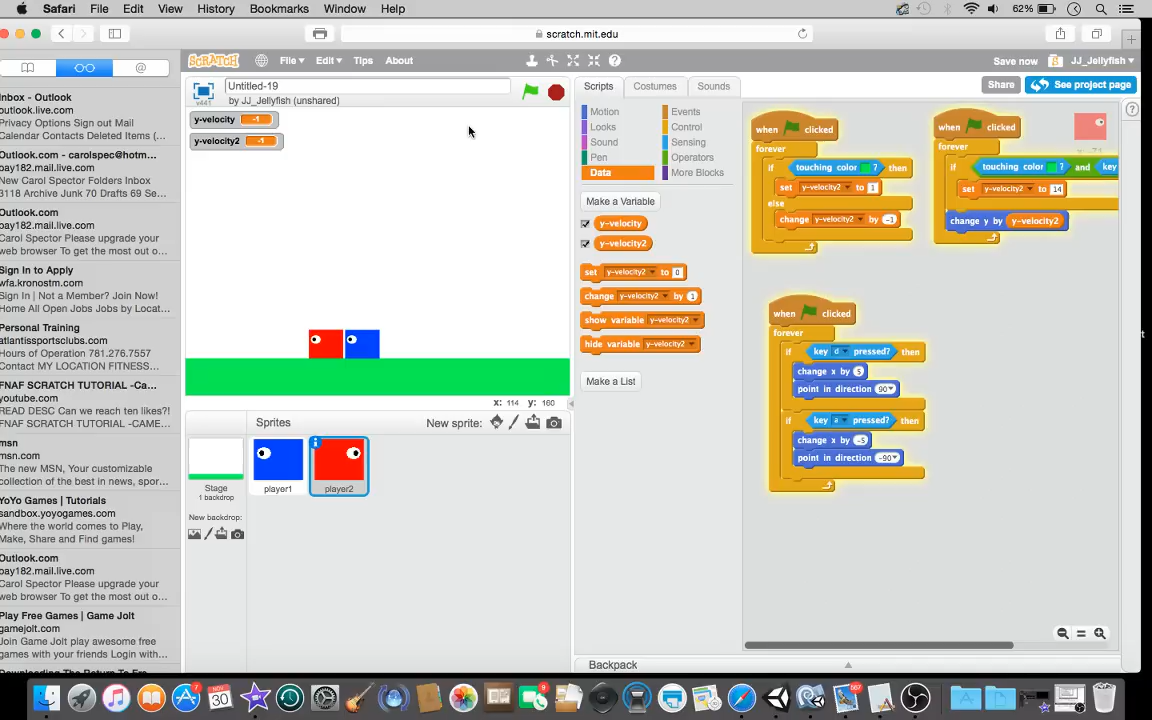 Safari File Edit View History Bookmarks Window Help 62%
scratch.mit.edu
@
Inbox - Outlook
outlook.live.com
Privacy Options Sign out Mail
Calendar Contacts Deleted Items (...
Outlook.com - carolspec@hotm...
pay182.mail.live.com
New Carol Spector Folders Inbox
3118 Archive Junk 70 Drafts 69 S...
Outlook.com
bay182.mail.live.com
Carol Spector Please upgrade your
web browser To get the most out o...
Sign In to Apply
wfa.kronostm.com
Sign In | Not a Member? Join Now!
Home All Open Jobs Jobs by Locat...
Personal Training
atlantissportsclubs.com
Hours of Operation 781.276.7557
Contact MY LOCATION FITNESS...
FNAF SCRATCH TUTORIAL -Ca...
youtube.com
READ DESC Can we reach ten likes?!
FNAF SCRATCH TUTORIAL -CAME...
msn
msn.com
The new MSN, Your customizable
collection of the best in news, spor...
YoYo Games | Tutorials
sandbox.yoyogames.com
Where the world comes to Play,
Make, Share and Find games!
Outlook.com
bay182.mail.live.com
Carol Spector Please upgrade your
web browser To get the most out o...
Play Free Games | Game Jolt
gamejolt.com
Join Game Jolt play awesome free
games with your friends Login with...
SCRATCH File Edit Tips About
Save now JJ_Jellyfish
Untitled-19
by JJ_Jellyfish (unshared)
v441
y-velocity -1
y-velocity2 -1
x: 114 y: 160
Sprites New sprite:
Stage
1 backdrop
New backdrop:
player1
player2
Scripts Costumes Sounds
Share See project page
Motion Events
Looks Control
Sound Sensing
Pen Operators
Data More Blocks
Make a Variable
y-velocity
y-velocity2
set y-velocity2 to 0
change y-velocity2 by 1
show variable y-velocity2
hide variable y-velocity2
Make a List
when clicked
forever
if touching color ? then
set y-velocity2 to 1
else
change y-velocity2 by -1
when clicked
forever
if touching color ? and key
set y-velocity2 to 14
change y by y-velocity2
when clicked
forever
if key d pressed? then
change x by 5
point in direction 90
if key a pressed? then
change x by -5
point in direction -90
Backpack